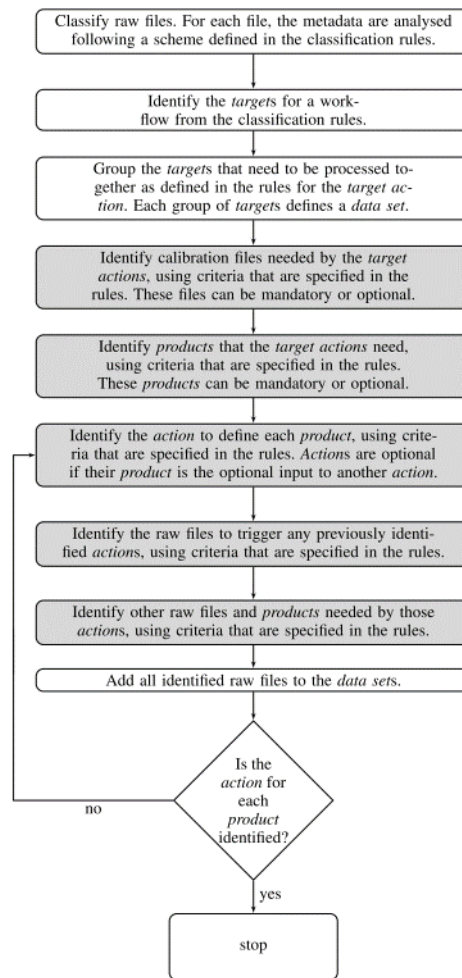 Classify raw files. For each file, the metadata are analysed
following a scheme defined in the classification rules.
Identify the targets for a work-
flow from the classification rules.
Group the targets that need to be processed to-
gether as defined in the rules for the target ac-
tion. Each group of targets defines a data set.
Identify calibration files needed by the target
actions, using criteria that are specified in the
rules. These files can be mandatory or optional.
Identify products that the target actions need,
using criteria that are specified in the rules.
These products can be mandatory or optional.
Identify the action to define each product, using crite-
ria that are specified in the rules. Actions are optional
if their product is the optional input to another action.
Identify the raw files to trigger any previously identi-
fied actions, using criteria that are specified in the rules.
Identify other raw files and products needed by those
actions, using criteria that are specified in the rules.
Add all identified raw files to the data sets.
Is the
action for
each
product
identified?
no
yes
stop